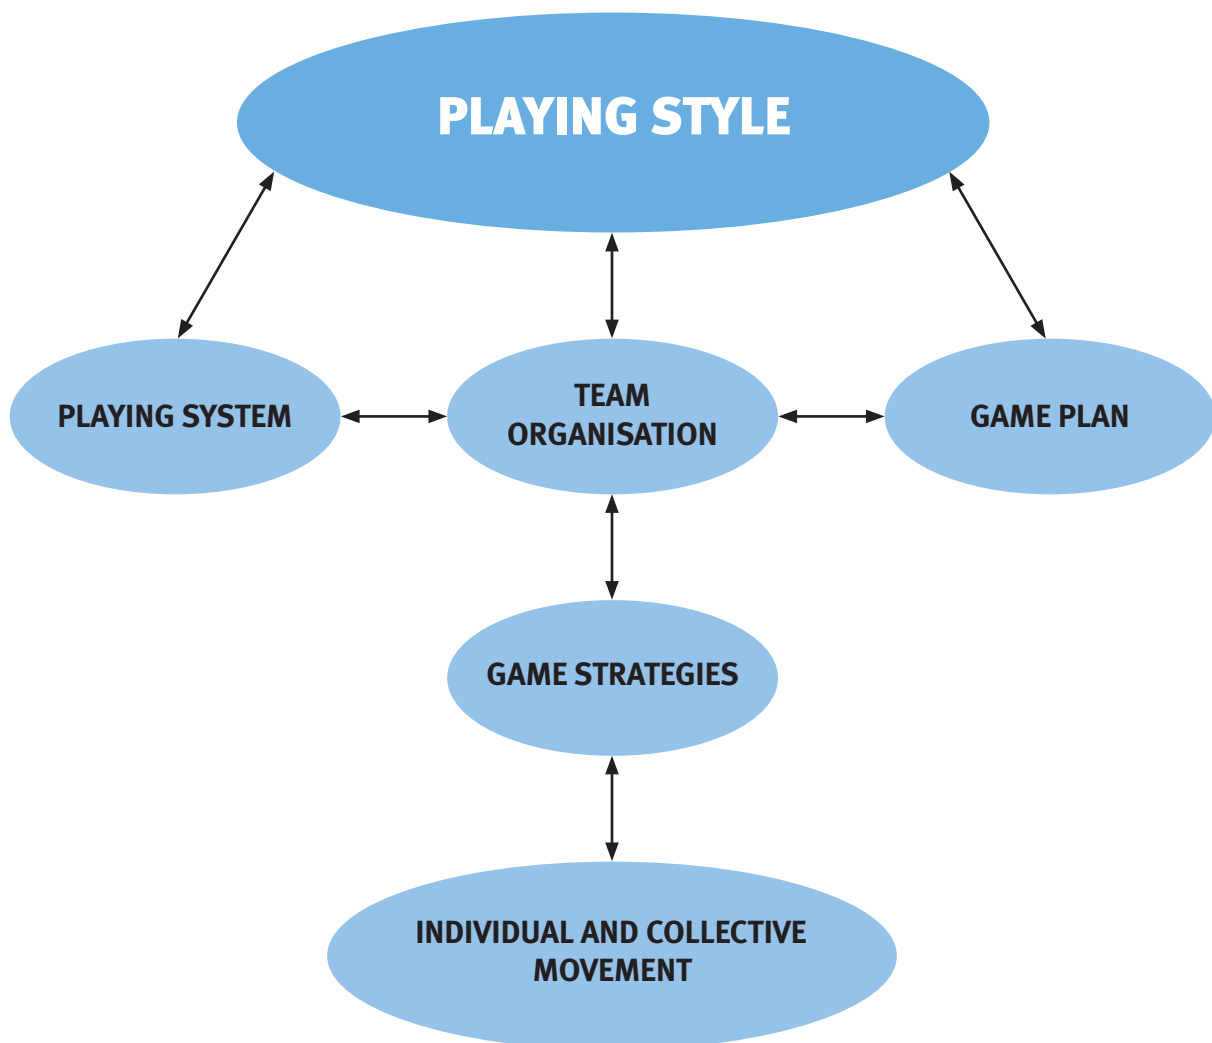 PLAYING STYLE
PLAYING SYSTEM
TEAM
ORGANISATION
GAME PLAN
GAME STRATEGIES
INDIVIDUAL AND COLLECTIVE
MOVEMENT